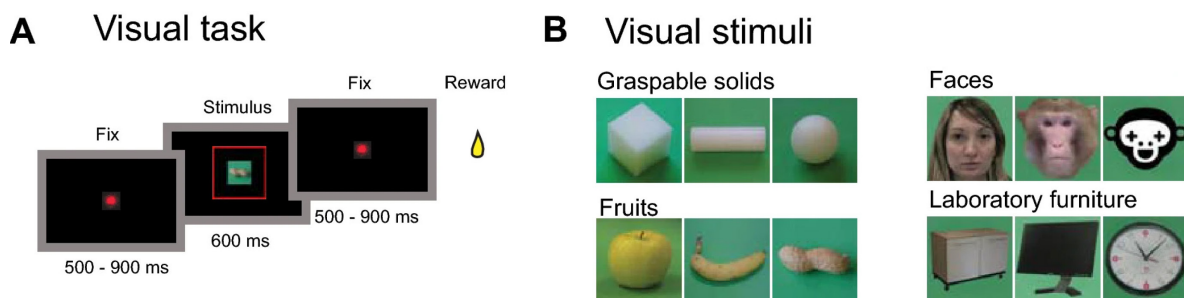 A Visual task
Fix
Stimulus
Fix
Reward
500 - 900 ms
600 ms
500 - 900 ms
B Visual stimuli
Graspable solids
Faces
Fruits
Laboratory furniture